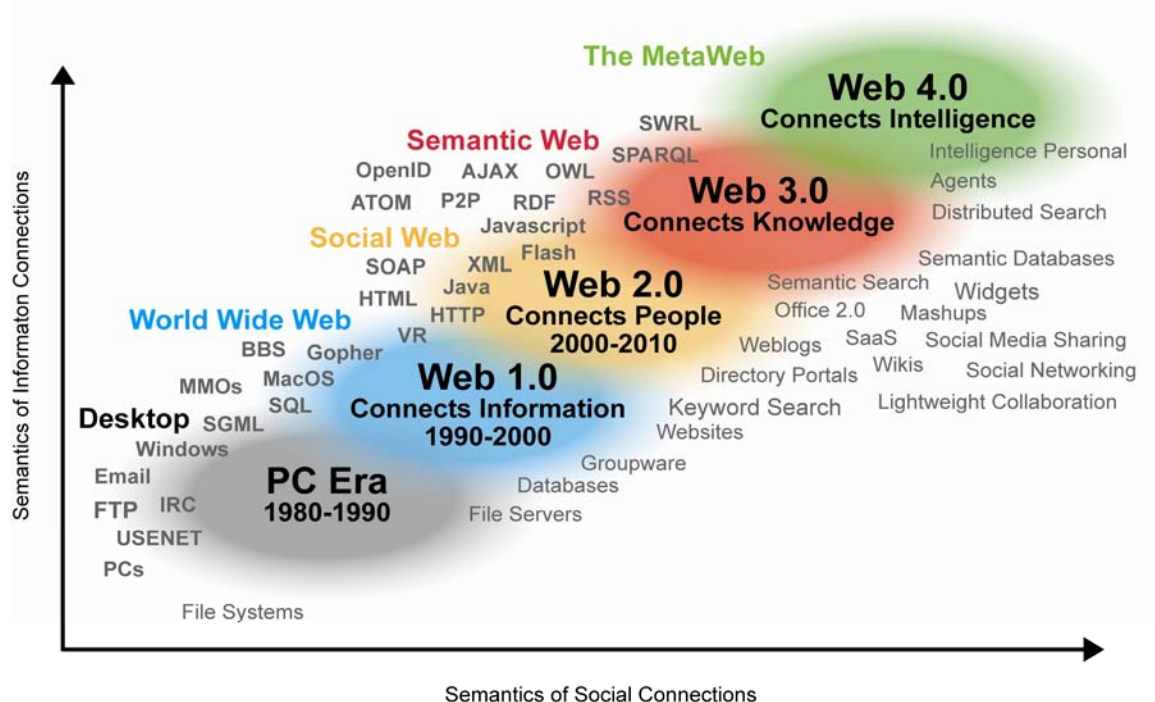 The MetaWeb
Web 4.0
Connects Intelligence
SWRL
Semantic Web
SPARQL
Intelligence Personal
Agents
OpenID
AJAX
OWL
Web 3.0
Connects Knowledge
Distributed Search
ATOM
P2P
RDF
RSS
Javascript
Social Web
Flash
Semantic Databases
SOAP
XML
Java
Web 2.0
Connects People
2000-2010
Semantic Search
Widgets
HTML
HTTP
Office 2.0
Mashups
World Wide Web
VR
Weblogs
SaaS
Social Media Sharing
BBS
Gopher
Wikis
Social Networking
MMOs
MacOS
Web 1.0
Connects Information
1990-2000
Directory Portals
SQL
Keyword Search
Lightweight Collaboration
Desktop
SGML
Websites
Windows
Groupware
Email
PC Era
1980-1990
Databases
FTP
IRC
File Servers
USENET
PCs
File Systems
Semantics of Informaton Connections
Semantics of Social Connections